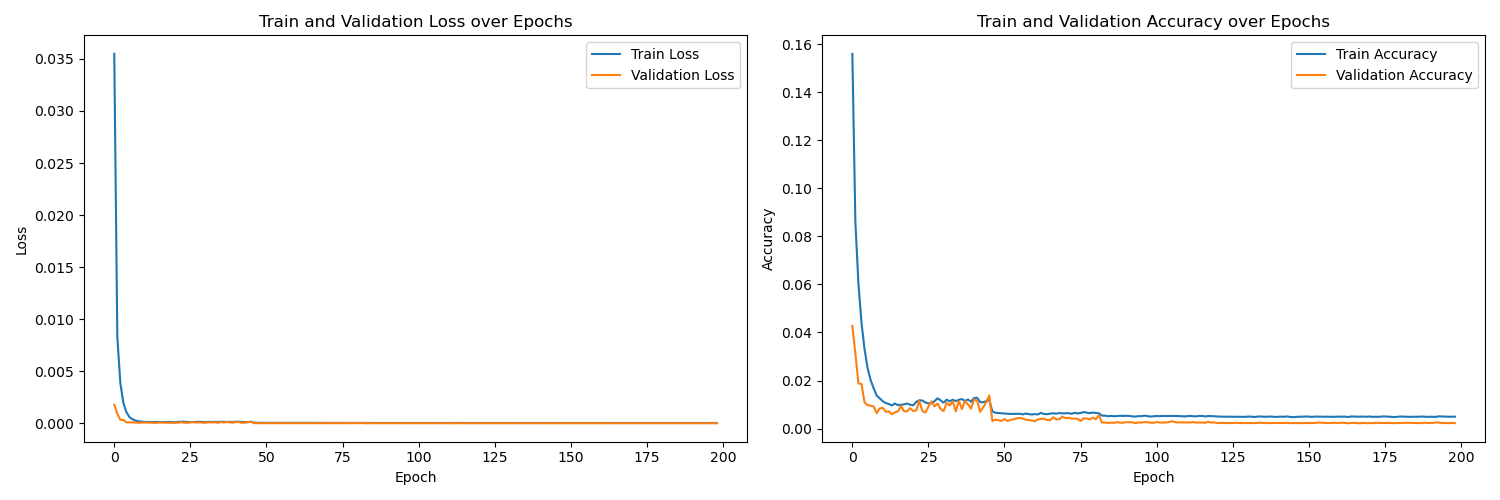 Train and Validation Loss over Epochs
Train Loss
Validation Loss
0.035
0.030
0.025
0.020
0.015
0.010
0.005
0.000
Loss
0 25 50 75 100 125 150 175 200
Epoch
Train and Validation Accuracy over Epochs
Train Accuracy
Validation Accuracy
0.16
0.14
0.12
0.10
0.08
0.06
0.04
0.02
0.00
Accuracy
0 25 50 75 100 125 150 175 200
Epoch